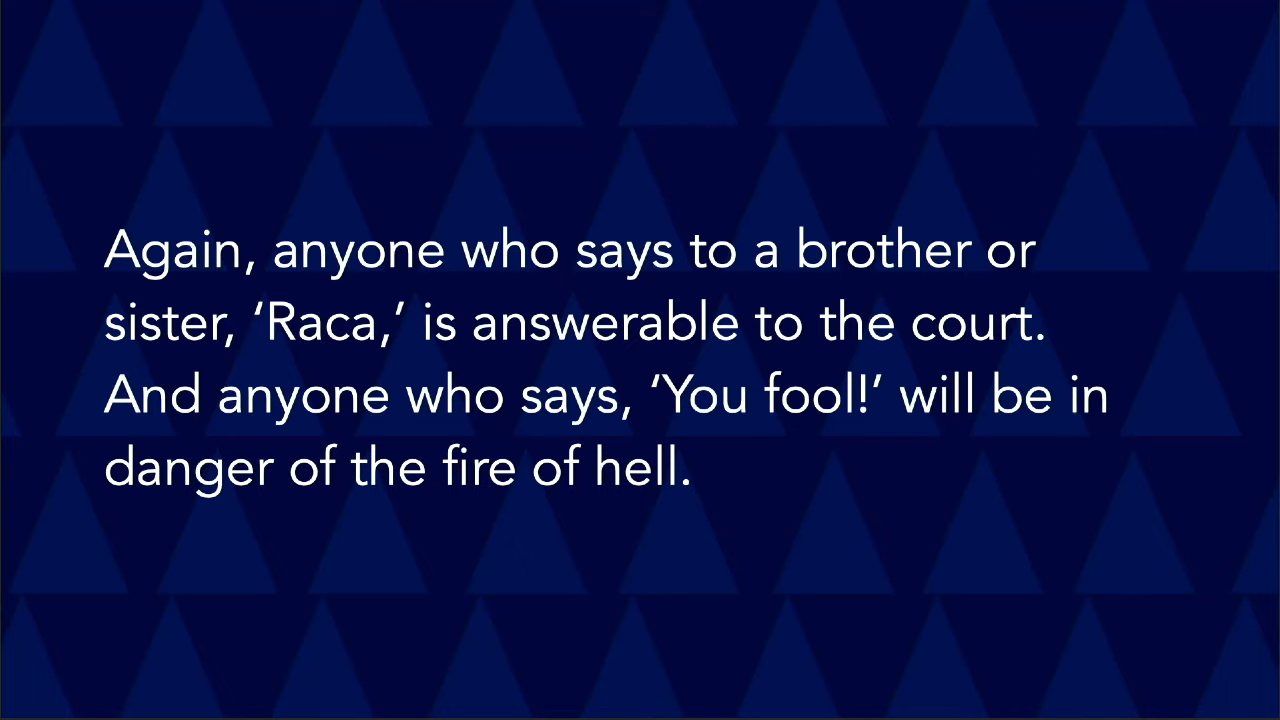 Again, anyone who says to a brother or
sister, ‘Raca,’ is answerable to the court.
And anyone who says, ‘You fool!’ will be in
danger of the fire of hell.